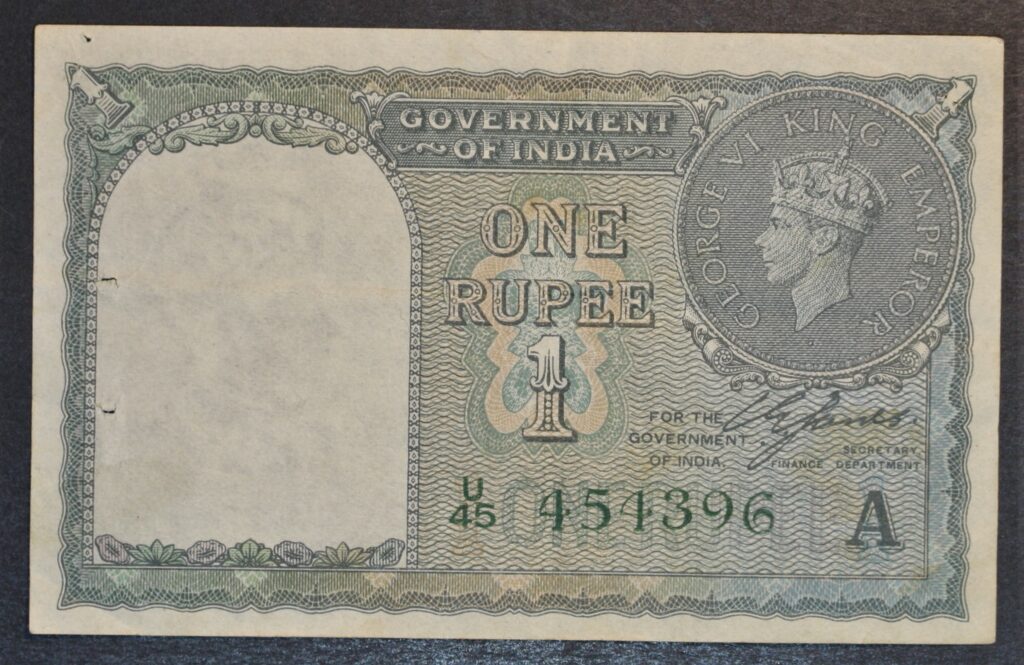 1
1
GOVERNMENT
OF INDIA
GEORGE VI KING EMPEROR
ONE
RUPEE
1
FOR THE
GOVERNMENT
OF INDIA.
SECRETARY
FINANCE DEPARTMENT
U
45
454396
A